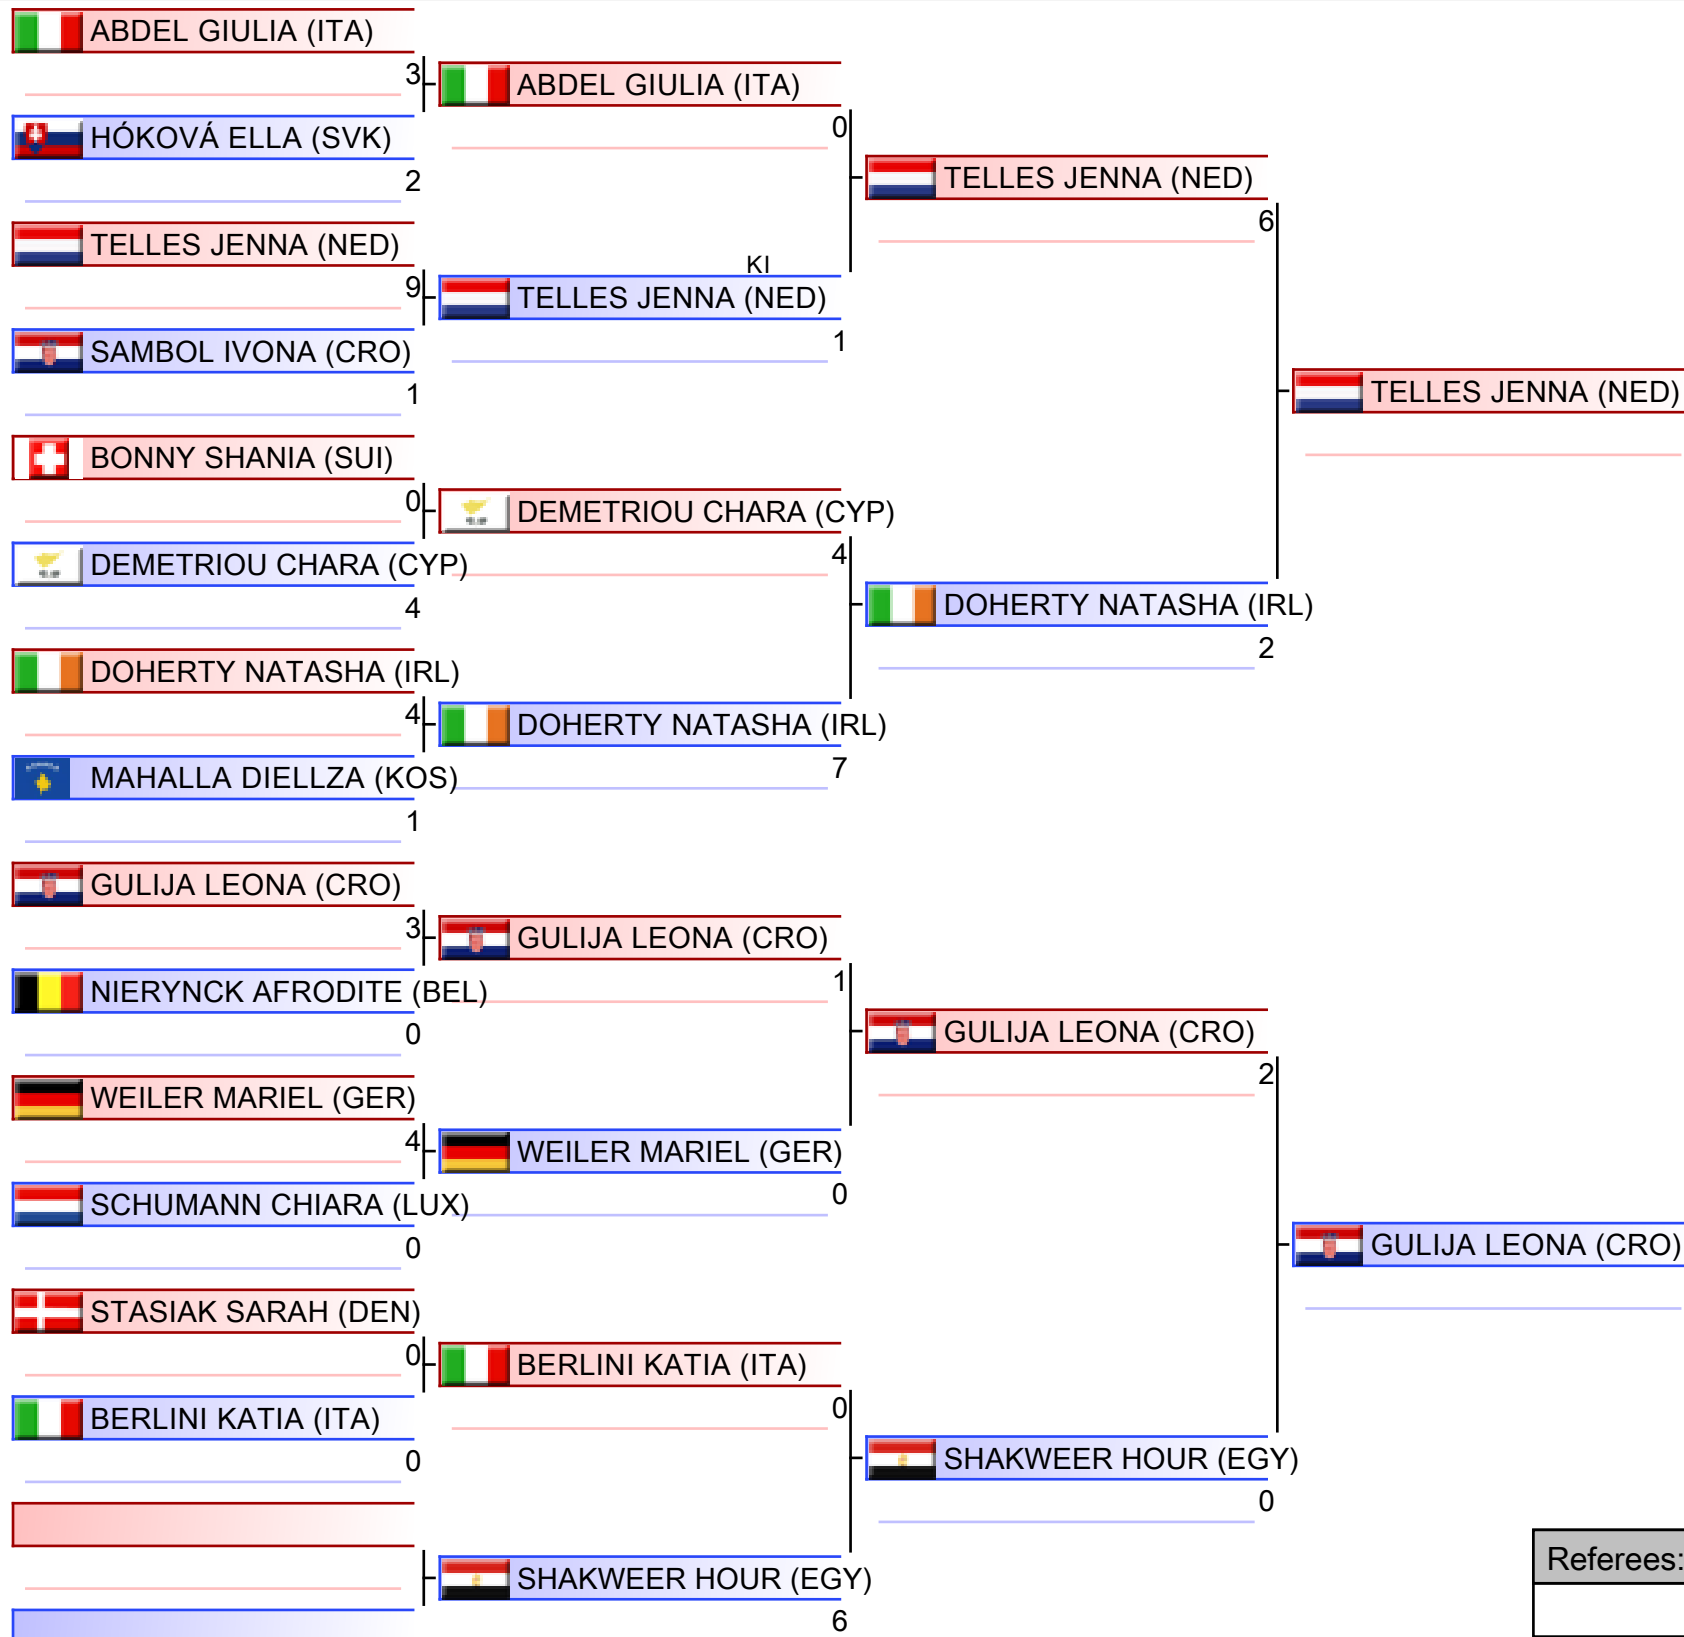 ABDEL GIULIA (ITA)
3
HÓKOVÁ ELLA (SVK)
2
TELLES JENNA (NED)
9
SAMBOL IVONA (CRO)
1
BONNY SHANIA (SUI)
0
DEMETRIOU CHARA (CYP)
4
DOHERTY NATASHA (IRL)
4
MAHALLA DIELLZA (KOS)
1
GULIJA LEONA (CRO)
3
NIERYNCK AFRODITE (BEL)
0
WEILER MARIEL (GER)
4
SCHUMANN CHIARA (LUX)
0
STASIAK SARAH (DEN)
0
BERLINI KATIA (ITA)
0
ABDEL GIULIA (ITA)
0
KI
TELLES JENNA (NED)
1
DEMETRIOU CHARA (CYP)
4
DOHERTY NATASHA (IRL)
7
GULIJA LEONA (CRO)
1
WEILER MARIEL (GER)
0
BERLINI KATIA (ITA)
0
SHAKWEER HOUR (EGY)
6
TELLES JENNA (NED)
6
DOHERTY NATASHA (IRL)
2
GULIJA LEONA (CRO)
2
SHAKWEER HOUR (EGY)
0
TELLES JENNA (NED)
GULIJA LEONA (CRO)
Referees: